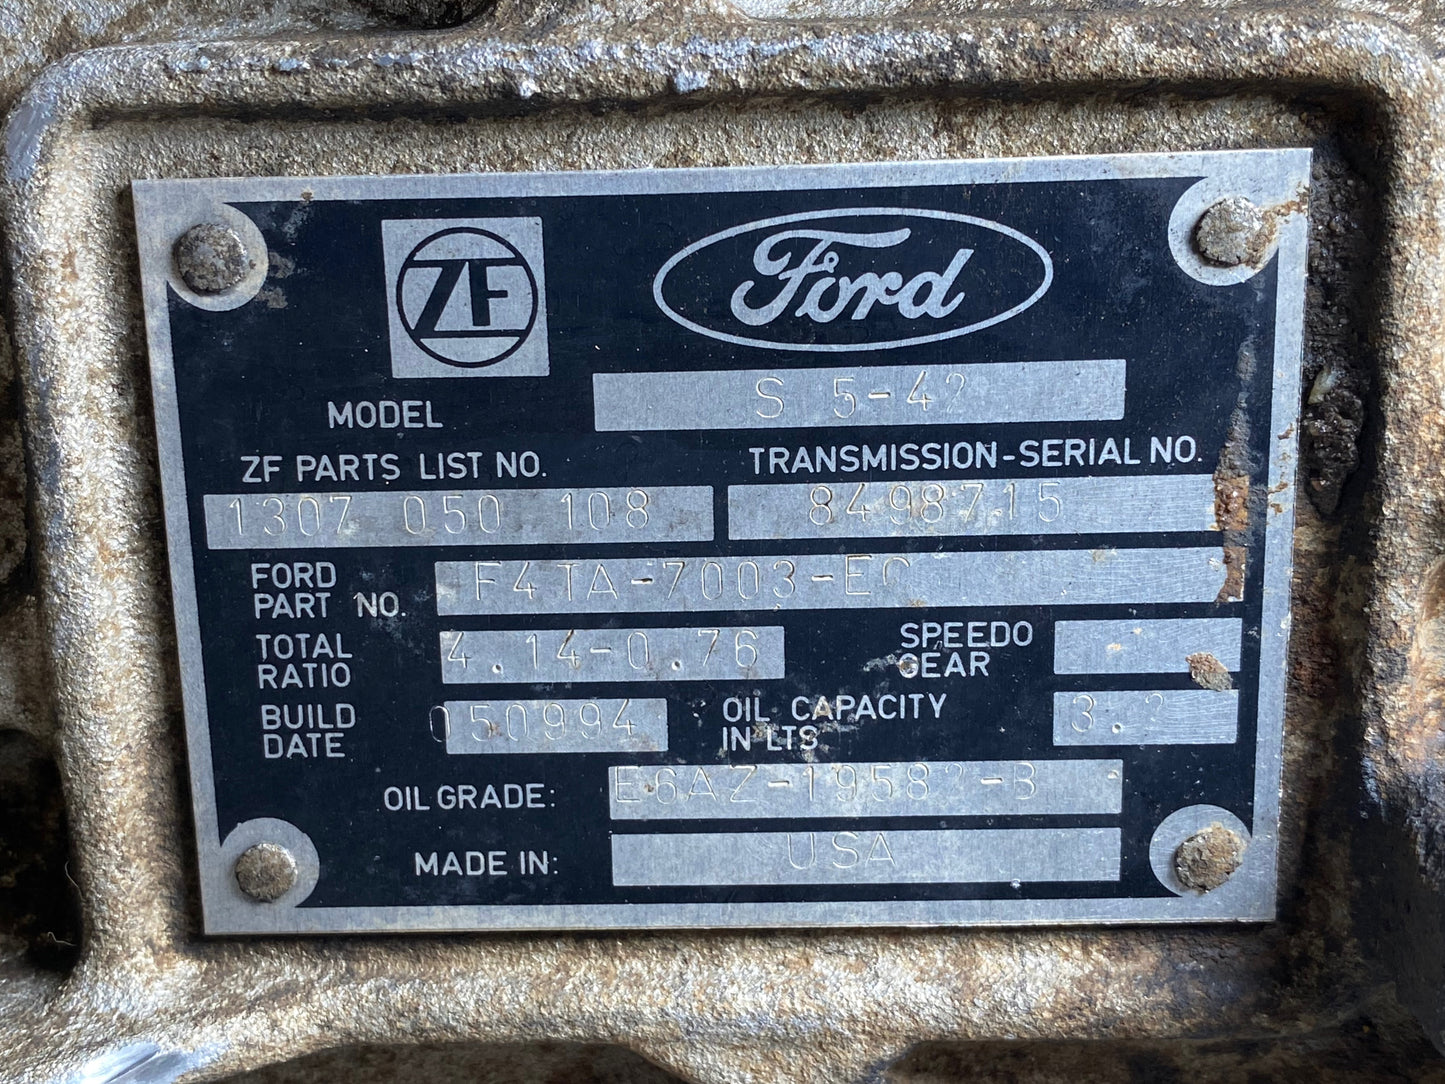 ZF Ford
MODEL S 5-42
ZF PARTS LIST NO. TRANSMISSION-SERIAL NO.
1307 050 108 8498715
FORD PART NO. F4TA-7003-EC
TOTAL RATIO 4.14-0.76 SPEEDO GEAR
BUILD DATE 050994 OIL CAPACITY IN LTS 3.2
OIL GRADE: E6AZ-19582-B
MADE IN: USA